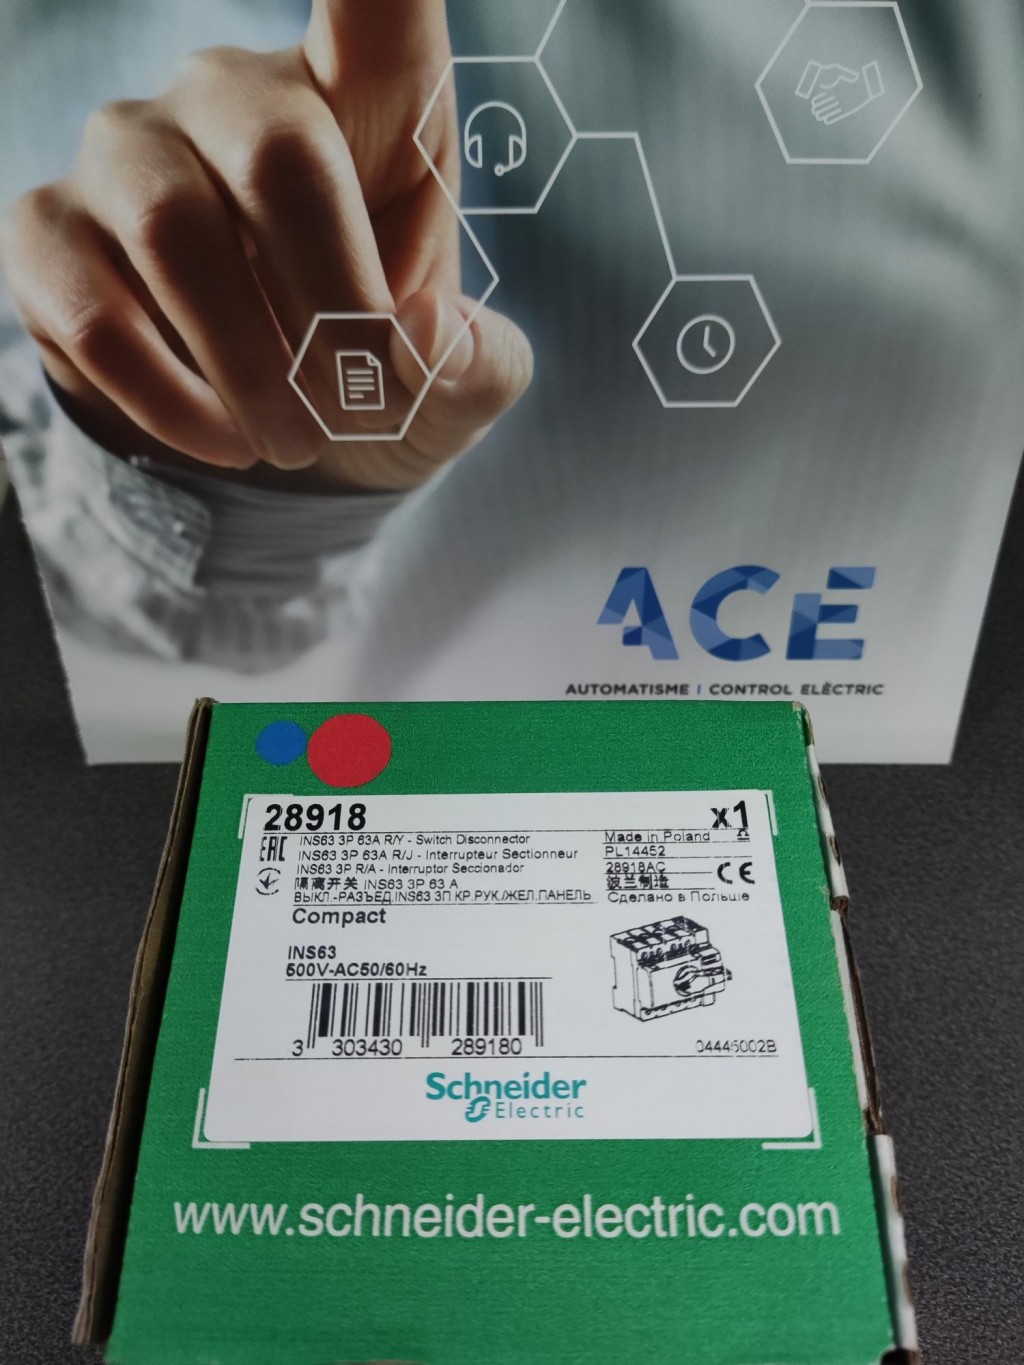 ACE
AUTOMATISME | CONTROL ELÈCTRIC
28918
x1
INS63 3P 63A R/Y - Switch Disconnector
INS63 3P 63A R/J - Interrupteur Sectionneur
INS63 3P R/A - Interruptor Seccionador
隔离开关 INS63 3P 63 A
ВЫКЛ.-РАЗЪЕД.INS63 3П КР.РУК./ЖЕЛ.ПАНЕЛЬ
Compact
EAC
Made in Poland
PL14452
28918AC
波兰制造
Сделано в Польше
CE
INS63
500V-AC50/60Hz
3 303430 289180
04445002B
Schneider
Electric
www.schneider-electric.com